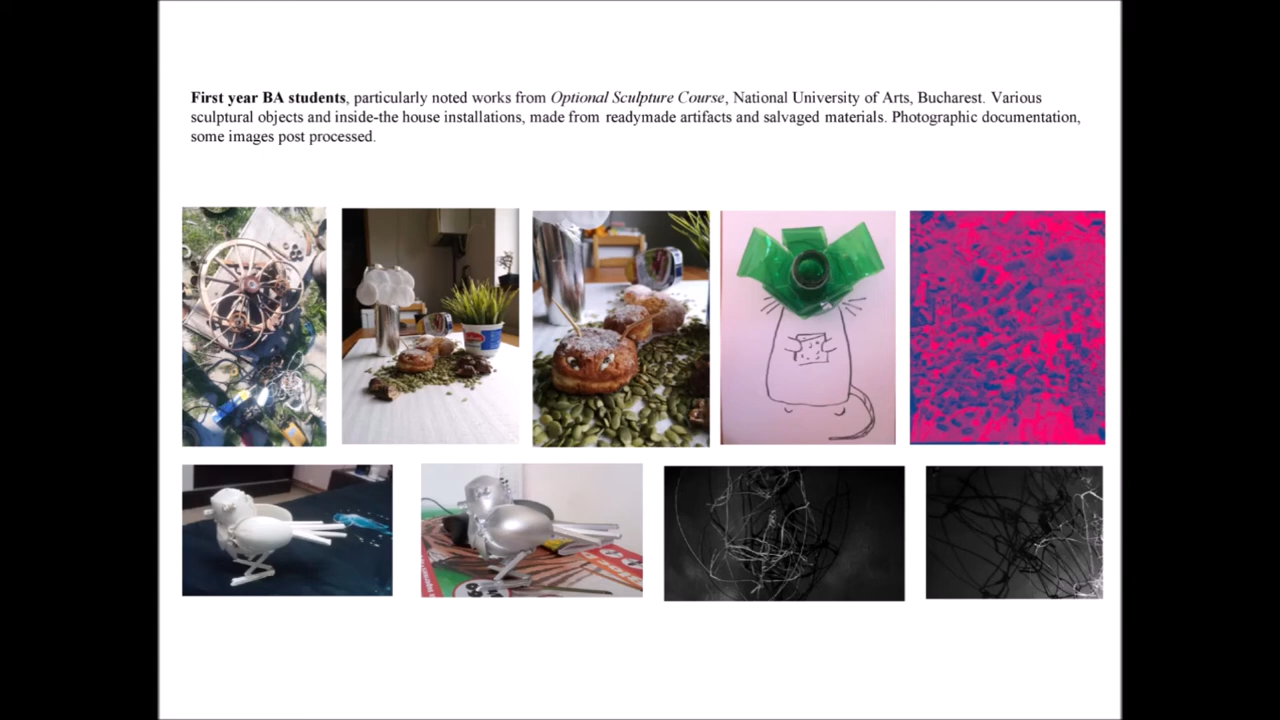 First year BA students, particularly noted works from Optional Sculpture Course, National University of Arts, Bucharest. Various
sculptural objects and inside-the house installations, made from readymade artifacts and salvaged materials. Photographic documentation,
some images post processed.